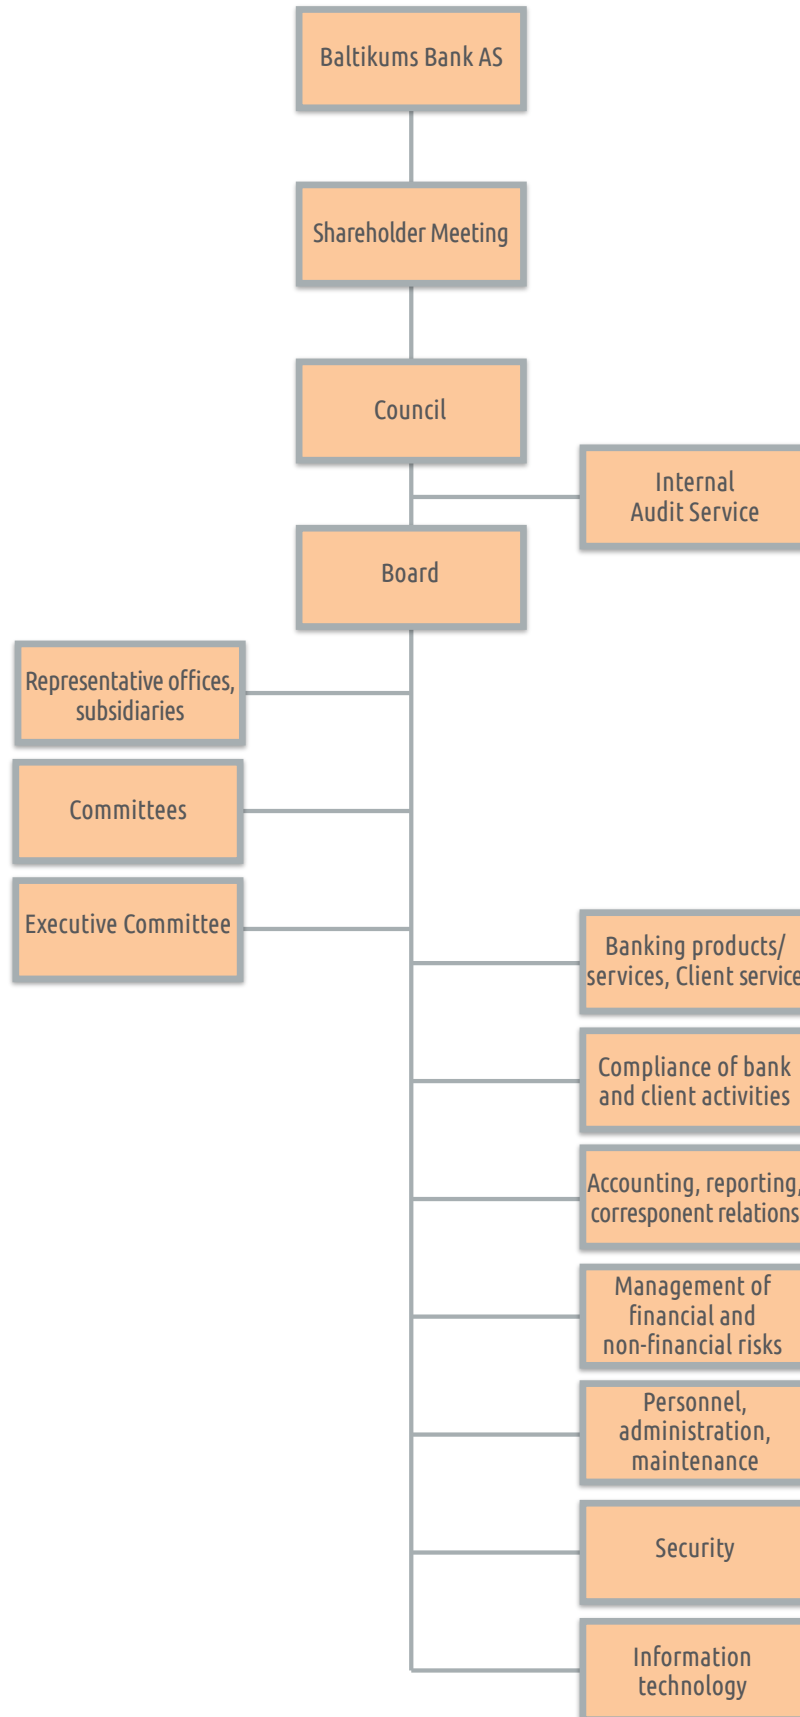 Baltikums Bank AS
Shareholder Meeting
Council
Internal
Audit Service
Board
Representative offices,
subsidiaries
Committees
Executive Committee
Banking products/
services, Client service
Compliance of bank
and client activities
Accounting, reporting,
corresponent relations
Management of
financial and
non-financial risks
Personnel,
administration,
maintenance
Security
Information
technology